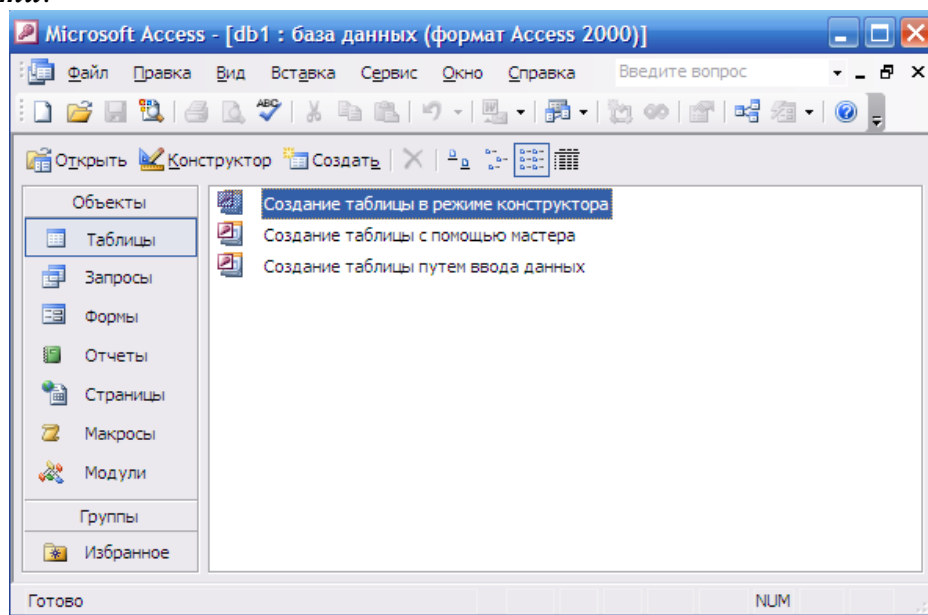 Microsoft Access - [db1 : база данных (формат Access 2000)]
Файл Правка Вид Вставка Сервис Окно Справка Введите вопрос
ABC
Открыть Конструктор Создать
Объекты
Создание таблицы в режиме конструктора
Таблицы
Создание таблицы с помощью мастера
Запросы
Создание таблицы путем ввода данных
Формы
Отчеты
Страницы
Макросы
Модули
Группы
Избранное
Готово NUM